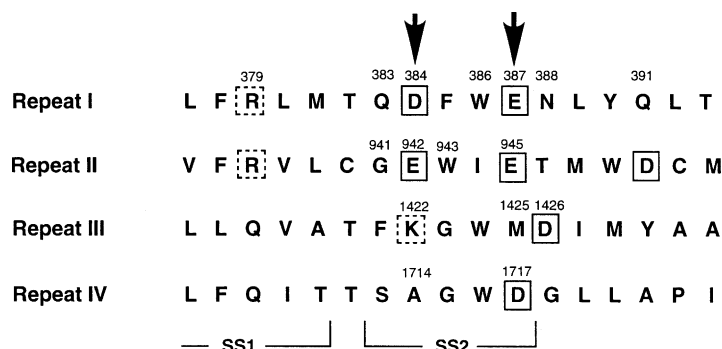 379 383 384 386 387 388 391
Repeat I L F R L M T Q D F W E N L Y Q L T
941 942 943 945
Repeat II V F R V L C G E W I E T M W D C M
1422 1425 1426
Repeat III L L Q V A T F K G W M D I M Y A A
1714 1717
Repeat IV L F Q I T T S A G W D G L L A P I
SS1 SS2